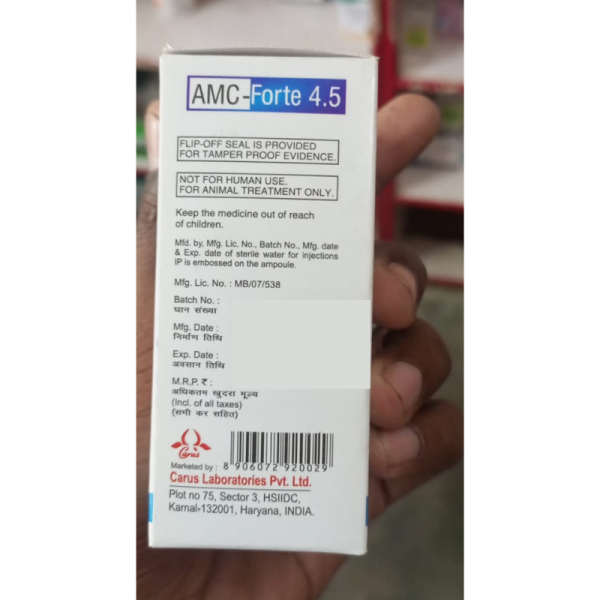 AMC-Forte 4.5
FLIP-OFF SEAL IS PROVIDED
FOR TAMPER PROOF EVIDENCE.
NOT FOR HUMAN USE.
FOR ANIMAL TREATMENT ONLY.
Keep the medicine out of reach
of children.
Mfd. by, Mfg. Lic. No., Batch No., Mfg. date
& Exp. date of sterile water for injections
IP is embossed on the ampoule.
Mfg. Lic. No. : MB/07/538
Batch No. :
घान संख्या
Mfg. Date :
निर्माण तिथि
Exp. Date :
अवसान तिथि
M.R.P. ₹ :
अधिकतम खुदरा मूल्य
(Incl. of all taxes)
(सभी कर सहित)
Carus
8 906072 920029
Marketed by :
Carus Laboratories Pvt. Ltd.
Plot no 75, Sector 3, HSIIDC,
Karnal-132001, Haryana, INDIA.